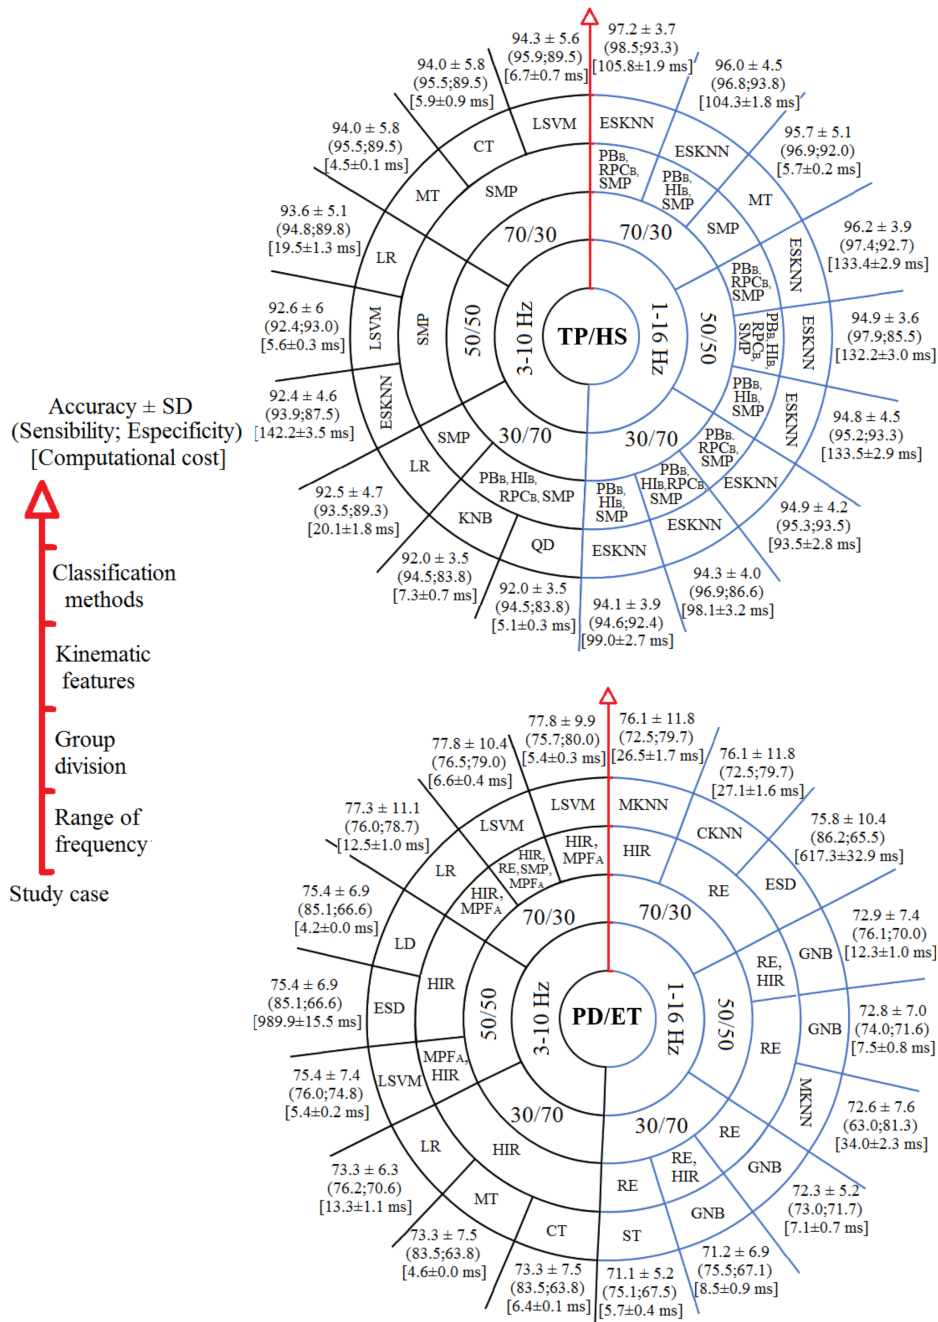 94.3 ± 5.6
(95.9;89.5)
[6.7±0.7 ms]
97.2 ± 3.7
(98.5;93.3)
[105.8±1.9 ms]
96.0 ± 4.5
(96.8;93.8)
[104.3±1.8 ms]
95.7 ± 5.1
(96.9;92.0)
[5.7±0.2 ms]
96.2 ± 3.9
(97.4;92.7)
[133.4±2.9 ms]
94.9 ± 3.6
(97.9;85.5)
[132.2±3.0 ms]
94.8 ± 4.5
(95.2;93.3)
[133.5±2.9 ms]
94.9 ± 4.2
(95.3;93.5)
[93.5±2.8 ms]
94.3 ± 4.0
(96.9;86.6)
[98.1±3.2 ms]
94.1 ± 3.9
(94.6;92.4)
[99.0±2.7 ms]
92.0 ± 3.5
(94.5;83.8)
[5.1±0.3 ms]
92.0 ± 3.5
(94.5;83.8)
[7.3±0.7 ms]
92.5 ± 4.7
(93.5;89.3)
[20.1±1.8 ms]
92.4 ± 4.6
(93.9;87.5)
[142.2±3.5 ms]
92.6 ± 6
(92.4;93.0)
[5.6±0.3 ms]
93.6 ± 5.1
(94.8;89.8)
[19.5±1.3 ms]
94.0 ± 5.8
(95.5;89.5)
[4.5±0.1 ms]
94.0 ± 5.8
(95.5;89.5)
[5.9±0.9 ms]
LSVM
ESKNN
ESKNN
MT
ESKNN
ESKNN
ESKNN
ESKNN
ESKNN
ESKNN
QD
KNB
LR
ESKNN
LSVM
LR
MT
CT
PBB,
RPCB,
SMP
PBB,
HIB,
SMP
SMP
PBB,
RPCB,
SMP
PBB,HIB,
RPCB,
SMP
PBB,
HIB,
SMP
PBB,
RPCB,
SMP
PBB,
HIB,RPCB,
SMP
PBB,
HIB,
SMP
PBB, HIB,
RPCB, SMP
SMP
SMP
SMP
70/30
70/30
50/50
50/50
30/70
30/70
3-10 Hz
1-16 Hz
TP/HS
Accuracy ± SD
(Sensibility; Especificity)
[Computational cost]
Classification
methods
Kinematic
features
Group
division
Range of
frequency
Study case
77.8 ± 9.9
(75.7;80.0)
[5.4±0.3 ms]
76.1 ± 11.8
(72.5;79.7)
[26.5±1.7 ms]
76.1 ± 11.8
(72.5;79.7)
[27.1±1.6 ms]
75.8 ± 10.4
(86.2;65.5)
[617.3±32.9 ms]
72.9 ± 7.4
(76.1;70.0)
[12.3±1.0 ms]
72.8 ± 7.0
(74.0;71.6)
[7.5±0.8 ms]
72.6 ± 7.6
(63.0;81.3)
[34.0±2.3 ms]
72.3 ± 5.2
(73.0;71.7)
[7.1±0.7 ms]
71.2 ± 6.9
(75.5;67.1)
[8.5±0.9 ms]
71.1 ± 5.2
(75.1;67.5)
[5.7±0.4 ms]
73.3 ± 7.5
(83.5;63.8)
[6.4±0.1 ms]
73.3 ± 7.5
(83.5;63.8)
[4.6±0.0 ms]
73.3 ± 6.3
(76.2;70.6)
[13.3±1.1 ms]
75.4 ± 7.4
(76.0;74.8)
[5.4±0.2 ms]
75.4 ± 6.9
(85.1;66.6)
[989.9±15.5 ms]
75.4 ± 6.9
(85.1;66.6)
[4.2±0.0 ms]
77.3 ± 11.1
(76.0;78.7)
[12.5±1.0 ms]
77.8 ± 10.4
(76.5;79.0)
[6.6±0.4 ms]
LSVM
MKNN
CKNN
ESD
GNB
GNB
MKNN
GNB
GNB
ST
CT
MT
LR
LSVM
ESD
LD
LR
LSVM
HIR,
MPFA
HIR
RE
RE,
HIR
RE
RE
RE,
HIR
RE
HIR
MPFA,
HIR
HIR
HIR,
MPFA
HIR,
RE,SMP,
MPFA
70/30
70/30
50/50
50/50
30/70
30/70
3-10 Hz
1-16 Hz
PD/ET